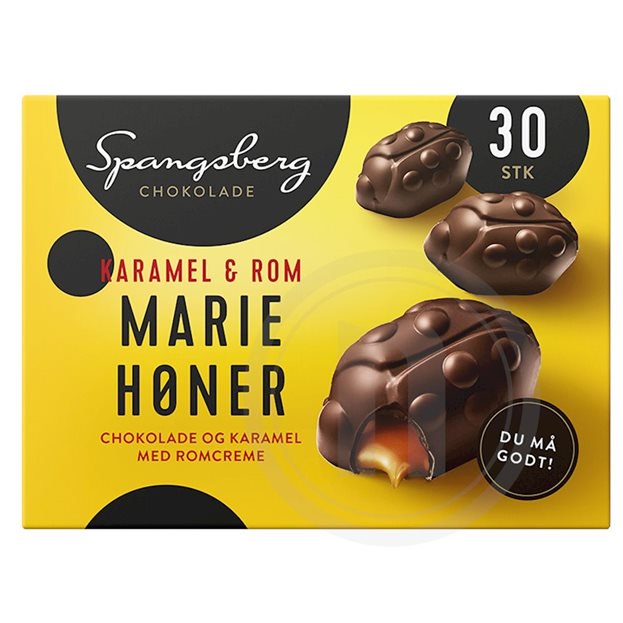 Spangsberg
CHOKOLADE
30
STK
KARAMEL & ROM
MARIE
HØNER
CHOKOLADE OG KARAMEL
MED ROMCREME
DU MÅ
GODT!